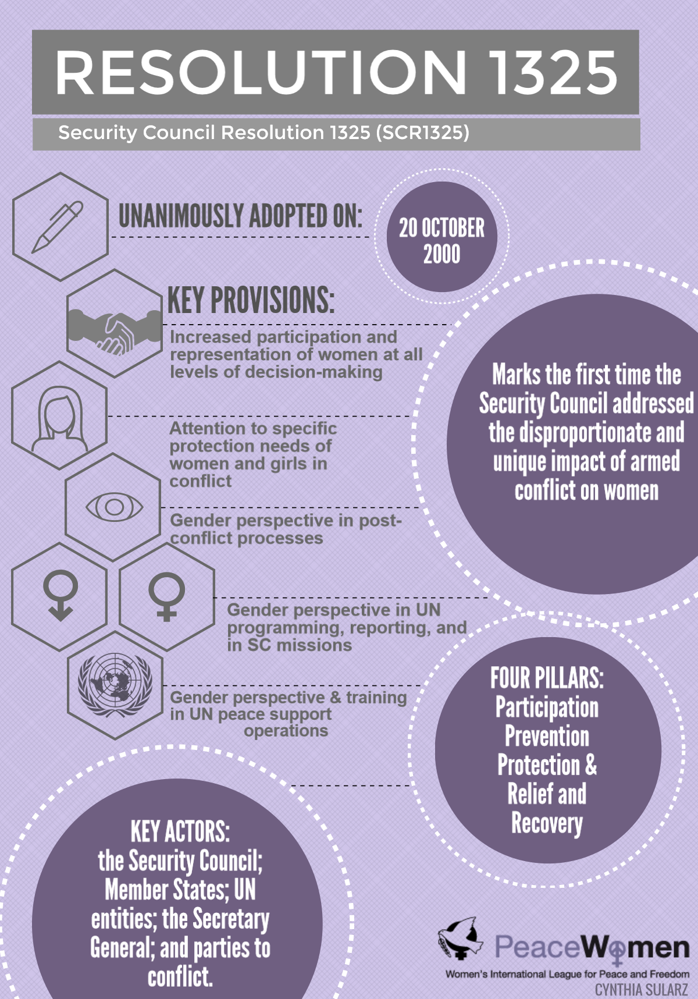 RESOLUTION 1325
Security Council Resolution 1325 (SCR1325)
UNANIMOUSLY ADOPTED ON:
20 OCTOBER
2000
KEY PROVISIONS:
Increased participation and
representation of women at all
levels of decision-making
Marks the first time the
Security Council addressed
the disproportionate and
unique impact of armed
conflict on women
Attention to specific
protection needs of
women and girls in
conflict
Gender perspective in post-
conflict processes
Gender perspective in UN
programming, reporting, and
in SC missions
Gender perspective & training
in UN peace support
operations
FOUR PILLARS:
Participation
Prevention
Protection &
Relief and
Recovery
KEY ACTORS:
the Security Council;
Member States; UN
entities; the Secretary
General; and parties to
conflict.
PeaceWomen
Women's International League for Peace and Freedom
CYNTHIA SULARZ